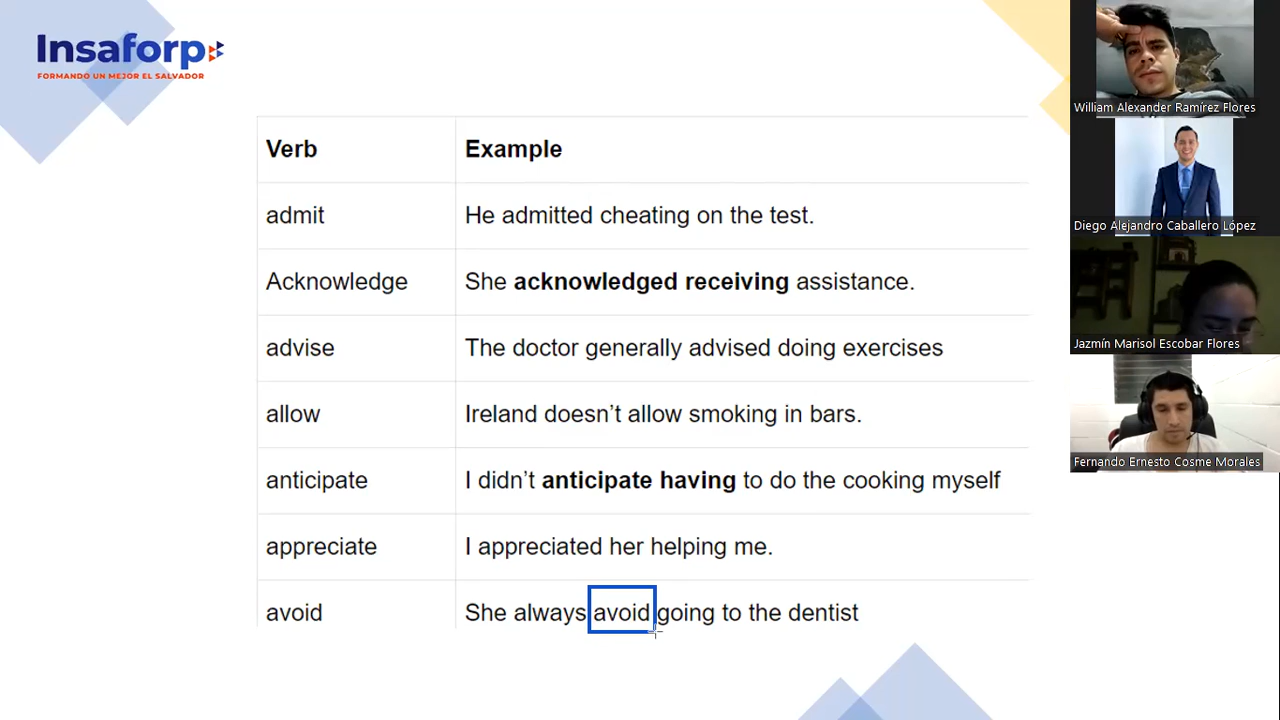 Insaforp
FORMANDO UN MEJOR EL SALVADOR
Verb Example
admit He admitted cheating on the test.
Acknowledge She acknowledged receiving assistance.
advise The doctor generally advised doing exercises
allow Ireland doesn’t allow smoking in bars.
anticipate I didn’t anticipate having to do the cooking myself
appreciate I appreciated her helping me.
avoid She always avoid going to the dentist
William Alexander Ramírez Flores
Diego Alejandro Caballero López
Jazmín Marisol Escobar Flores
Fernando Ernesto Cosme Morales